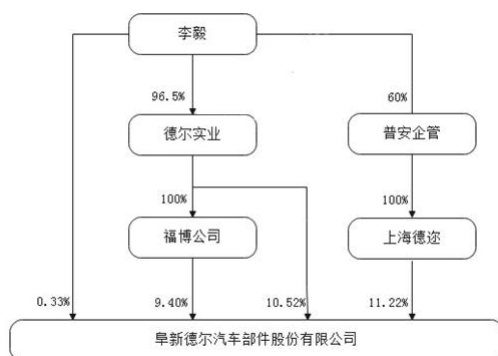 李毅
96.5%
60%
德尔实业
普安企管
100%
100%
福博公司
上海德迩
0.33%
9.40%
10.52%
11.22%
阜新德尔汽车部件股份有限公司